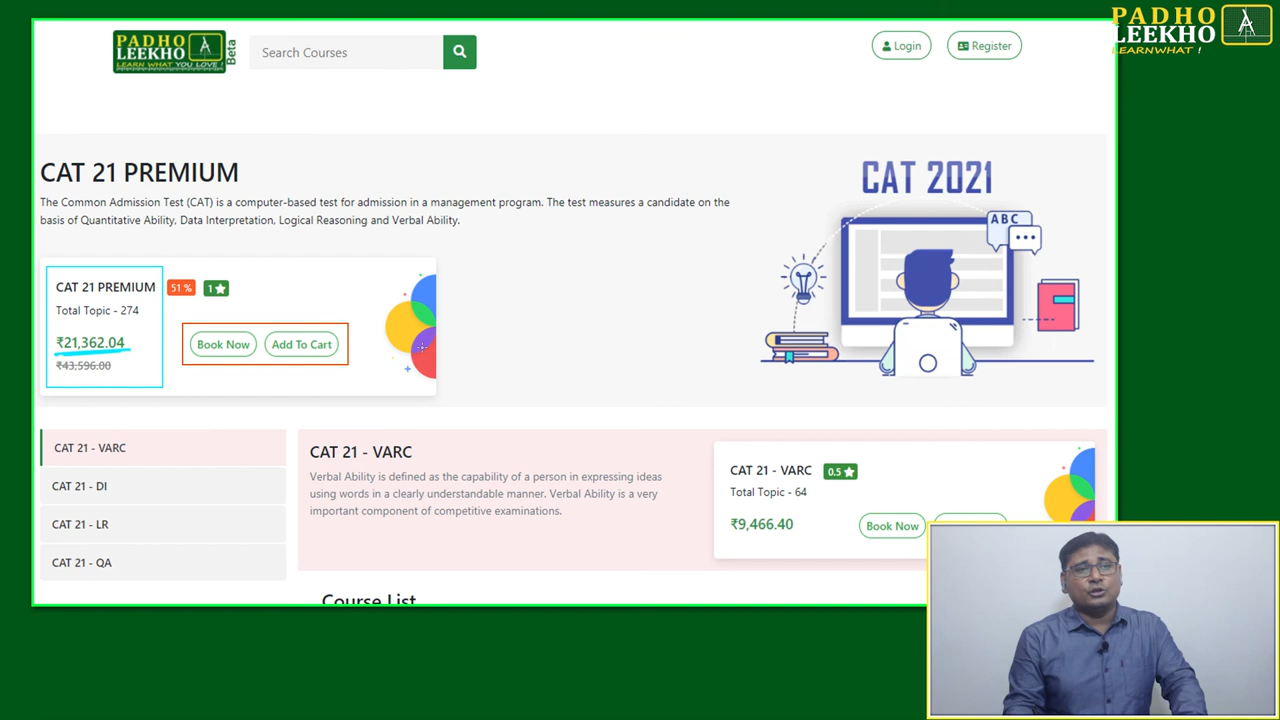 PADHO
LEEKHO
LEARN WHAT YOU LOVE !
Beta
Search Courses
Login
Register
PADHO
LEEKHO
LEARNWHAT !
CAT 21 PREMIUM
The Common Admission Test (CAT) is a computer-based test for admission in a management program. The test measures a candidate on the
basis of Quantitative Ability, Data Interpretation, Logical Reasoning and Verbal Ability.
CAT 2021
ABC
CAT 21 PREMIUM 51 % 1
Total Topic - 274
₹21,362.04
₹43,596.00
Book Now
Add To Cart
CAT 21 - VARC
CAT 21 - DI
CAT 21 - LR
CAT 21 - QA
CAT 21 - VARC
Verbal Ability is defined as the capability of a person in expressing ideas
using words in a clearly understandable manner. Verbal Ability is a very
important component of competitive examinations.
CAT 21 - VARC 0.5
Total Topic - 64
₹9,466.40
Book Now
Course List